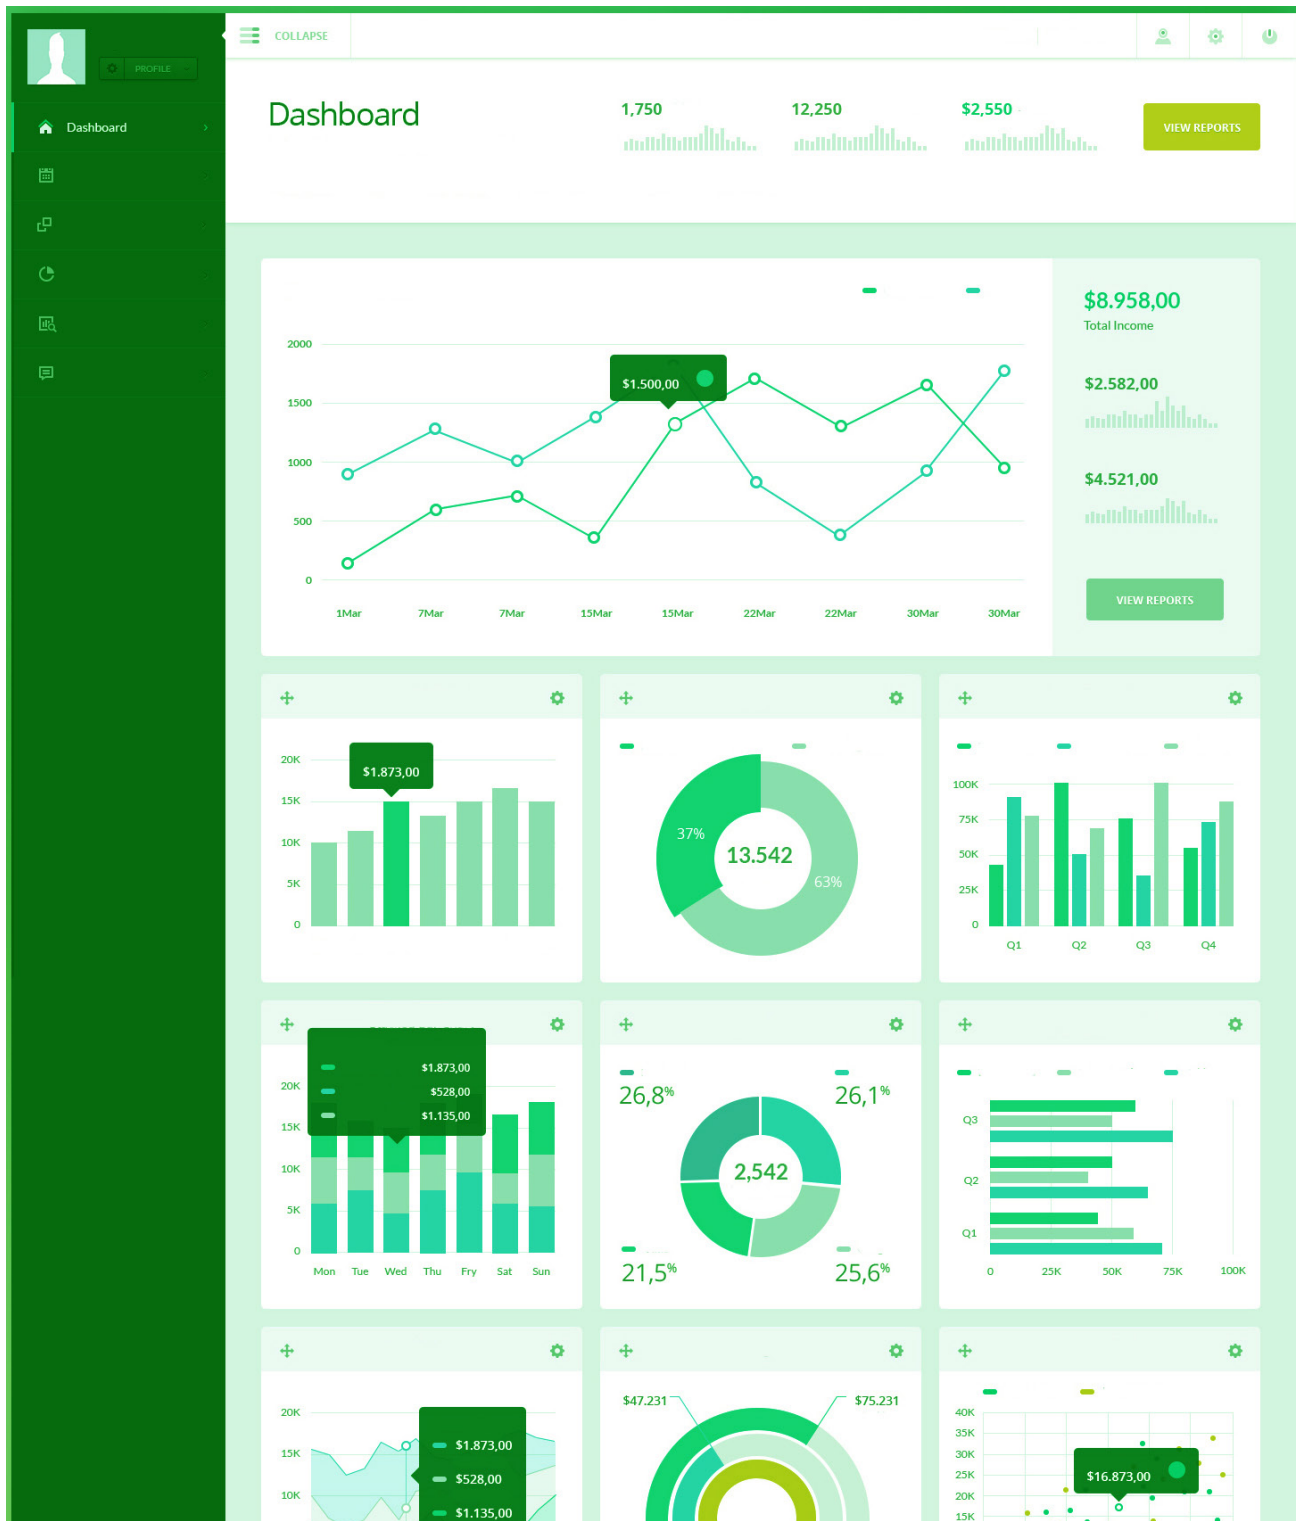 COLLAPSE
PROFILE
Dashboard
Dashboard
1,750
12,250
$2,550
VIEW REPORTS
$8.958,00
Total Income
$2.582,00
$4.521,00
VIEW REPORTS
2000
1500
1000
500
0
$1.500,00
1Mar 7Mar 7Mar 15Mar 15Mar 22Mar 22Mar 30Mar 30Mar
20K
15K
10K
5K
0
$1.873,00
37%
13.542
63%
100K
75K
50K
25K
0
Q1 Q2 Q3 Q4
20K
15K
10K
5K
0
$1.873,00
$528,00
$1.135,00
Mon Tue Wed Thu Fry Sat Sun
26,8%
26,1%
2,542
21,5%
25,6%
Q3
Q2
Q1
0 25K 50K 75K 100K
20K
15K
10K
$1.873,00
$528,00
$1.135,00
$47.231
$75.231
40K
35K
30K
25K
20K
15K
$16.873,00